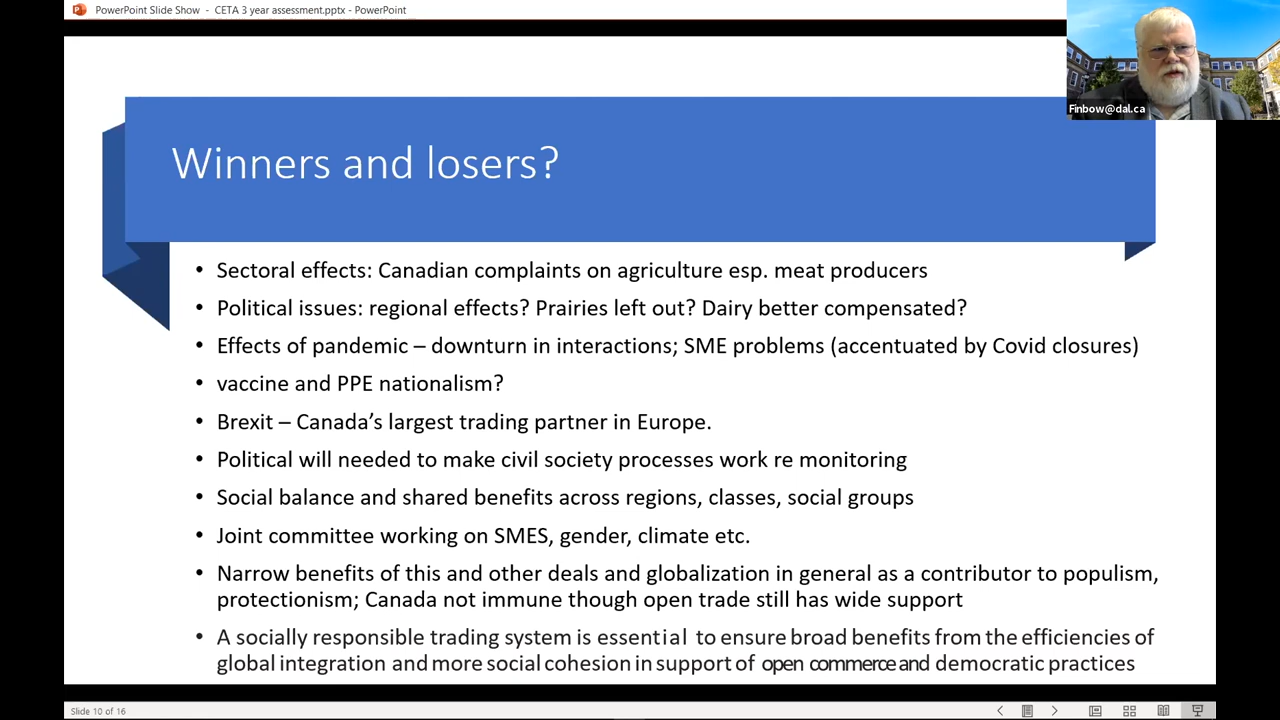 PowerPoint Slide Show - CETA 3 year assessment.pptx - PowerPoint
Finbow@dal.ca
Winners and losers?
• Sectoral effects: Canadian complaints on agriculture esp. meat producers
• Political issues: regional effects? Prairies left out? Dairy better compensated?
• Effects of pandemic – downturn in interactions; SME problems (accentuated by Covid closures)
• vaccine and PPE nationalism?
• Brexit – Canada's largest trading partner in Europe.
• Political will needed to make civil society processes work re monitoring
• Social balance and shared benefits across regions, classes, social groups
• Joint committee working on SMES, gender, climate etc.
• Narrow benefits of this and other deals and globalization in general as a contributor to populism,
protectionism; Canada not immune though open trade still has wide support
• A socially responsible trading system is essential to ensure broad benefits from the efficiencies of
global integration and more social cohesion in support of open commerce and democratic practices
Slide 10 of 16